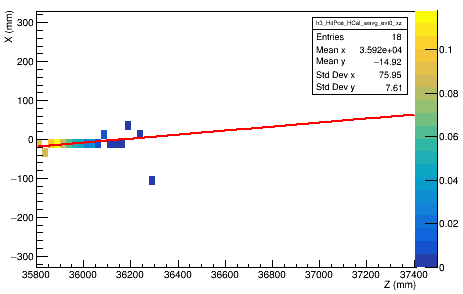 X (mm)
300
200
100
0
−100
−200
−300
h3_HitPosi_HCal_wavg_evt0_xz
Entries 18
Mean x 3.592e+04
Mean y −14.92
Std Dev x 75.95
Std Dev y 7.61
0.1
0.08
0.06
0.04
0.02
0
35800 36000 36200 36400 36600 36800 37000 37200 37400
Z (mm)